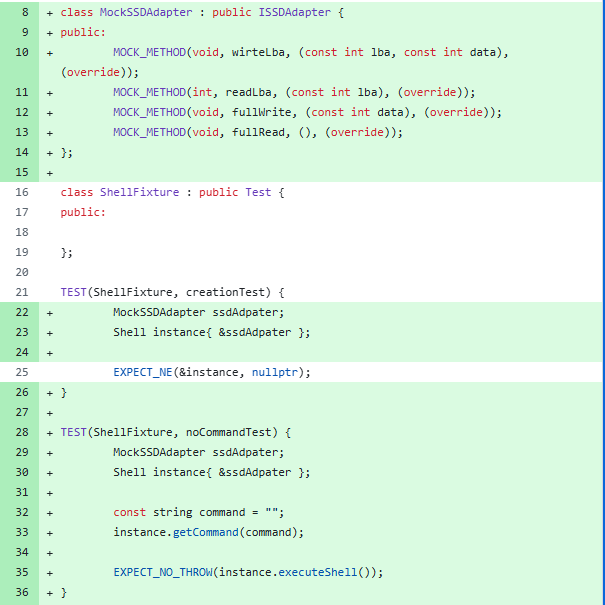 8 + class MockSSDAdapter : public ISSDAdapter {
9 + public:
10 + MOCK_METHOD(void, wirteLba, (const int lba, const int data),
(override));
11 + MOCK_METHOD(int, readLba, (const int lba), (override));
12 + MOCK_METHOD(void, fullWrite, (const int data), (override));
13 + MOCK_METHOD(void, fullRead, (), (override));
14 + };
15 +
16 class ShellFixture : public Test {
17 public:
18
19 };
20
21 TEST(ShellFixture, creationTest) {
22 + MockSSDAdapter ssdAdpater;
23 + Shell instance{ &ssdAdpater };
24 +
25 EXPECT_NE(&instance, nullptr);
26 + }
27 +
28 + TEST(ShellFixture, noCommandTest) {
29 + MockSSDAdapter ssdAdpater;
30 + Shell instance{ &ssdAdpater };
31 +
32 + const string command = "";
33 + instance.getCommand(command);
34 +
35 + EXPECT_NO_THROW(instance.executeShell());
36 + }